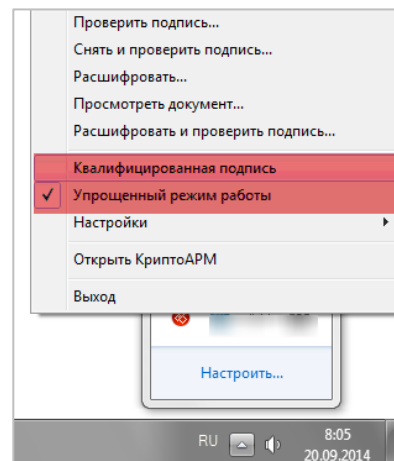 Проверить подпись...
Снять и проверить подпись...
Расшифровать...
Просмотреть документ...
Расшифровать и проверить подпись...
Квалифицированная подпись
Упрощенный режим работы
Настройки
Открыть КриптоАРМ
Выход
Настроить...
RU
8:05
20.09.2014